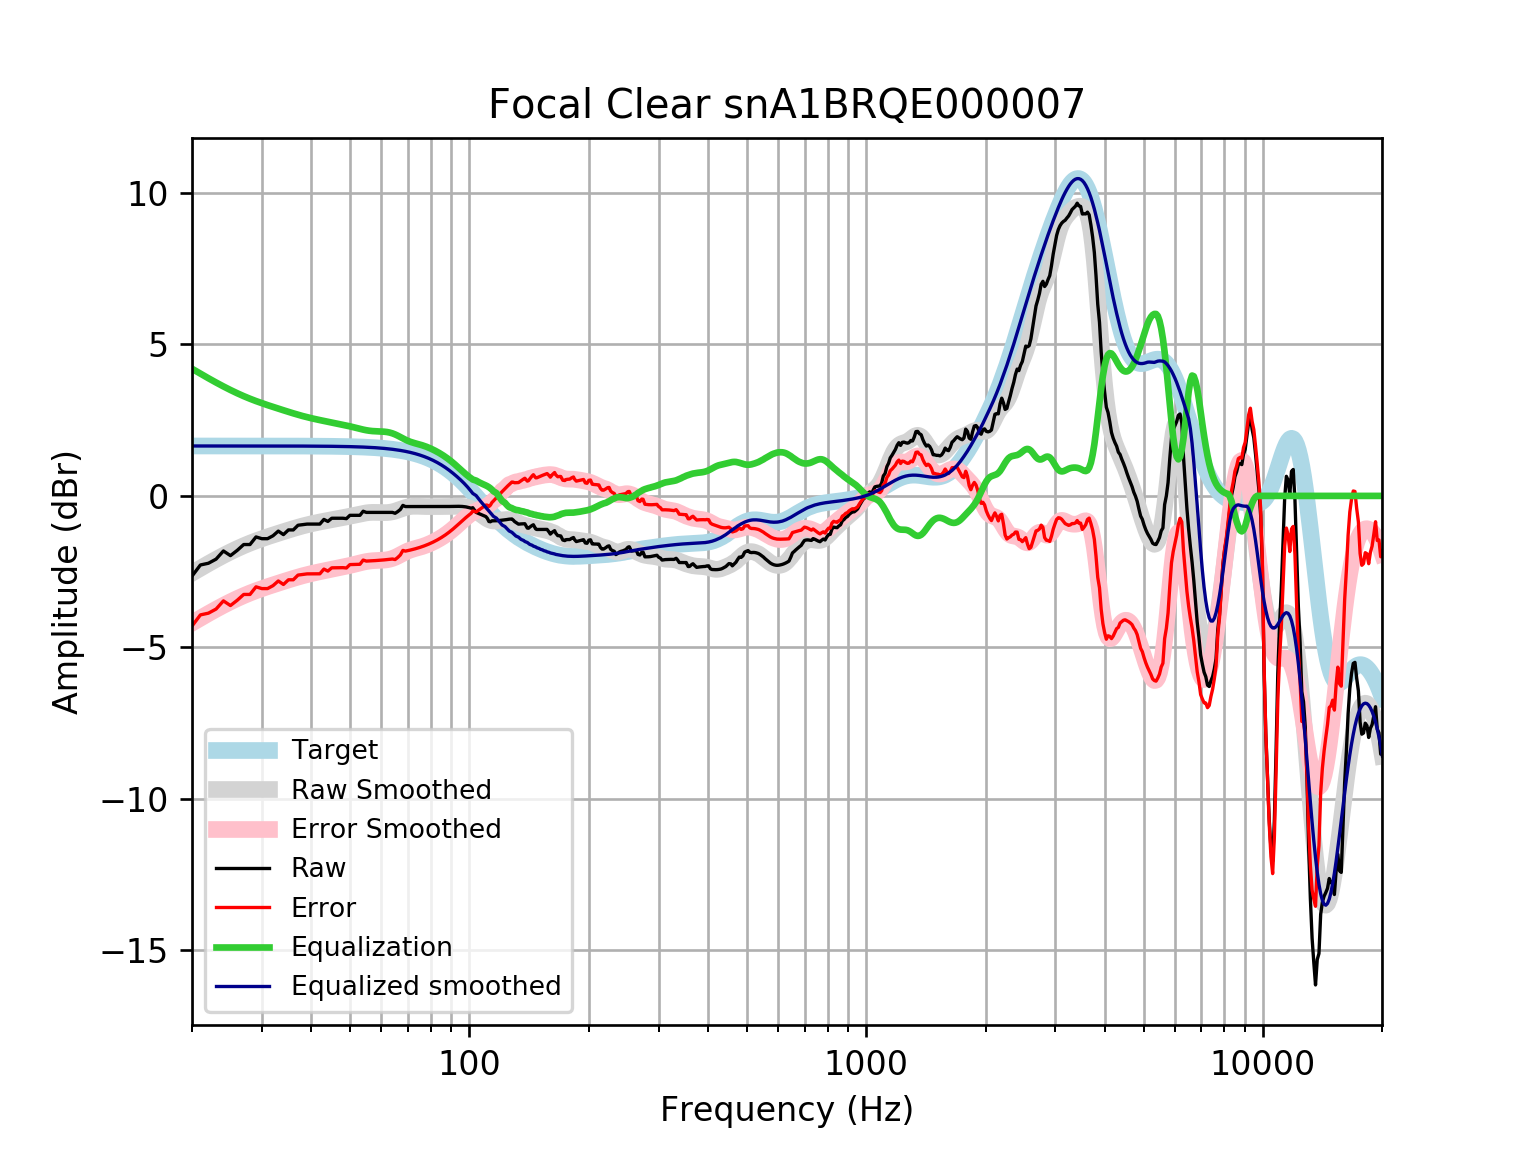 Focal Clear snA1BRQE000007
10
5
0
−5
−10
−15
Amplitude (dBr)
Target
Raw Smoothed
Error Smoothed
Raw
Error
Equalization
Equalized smoothed
100
1000
10000
Frequency (Hz)